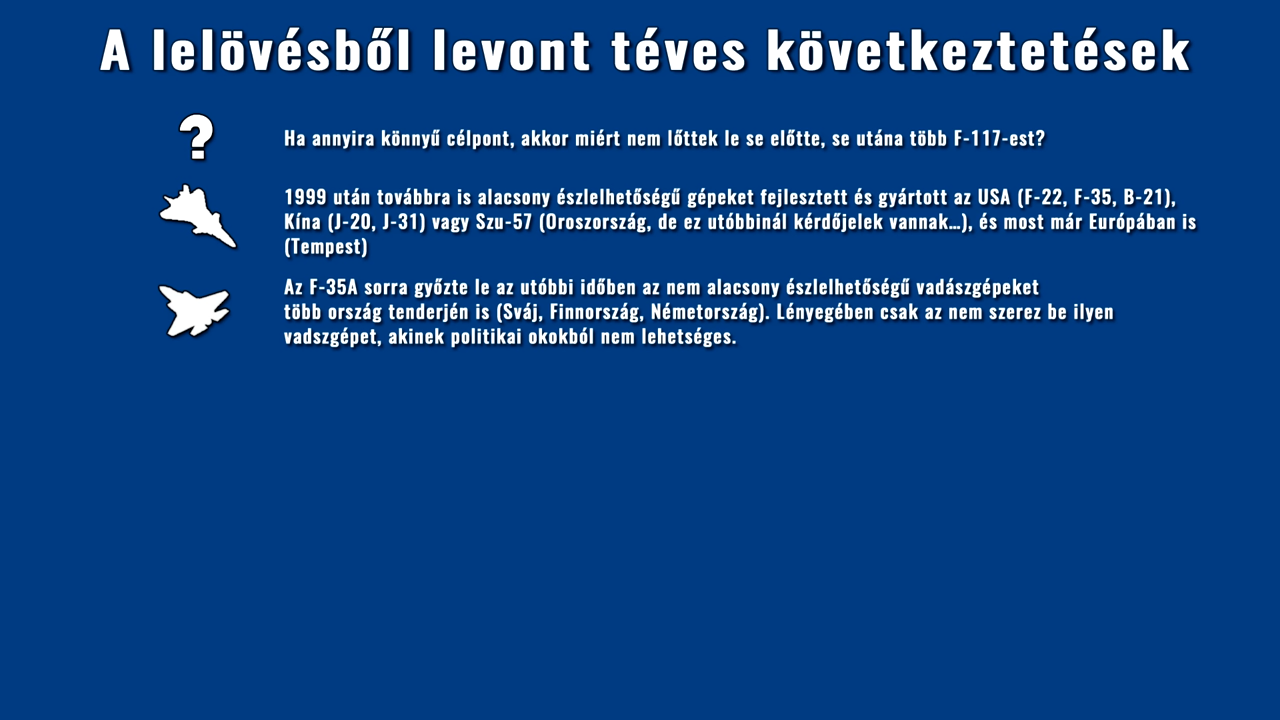 A lelövésből levont téves következtetések
?
Ha annyira könnyű célpont, akkor miért nem lőttek le se előtte, se utána több F-117-est?
1999 után továbbra is alacsony észlelhetőségű gépeket fejlesztett és gyártott az USA (F-22, F-35, B-21),
Kína (J-20, J-31) vagy Szu-57 (Oroszország, de ez utóbbinál kérdőjelek vannak…), és most már Európában is
(Tempest)
Az F-35A sorra győzte le az utóbbi időben az nem alacsony észlelhetőségű vadászgépeket
több ország tenderjén is (Sváj, Finnország, Németország). Lényegében csak az nem szerez be ilyen
vadszgépet, akinek politikai okokból nem lehetséges.